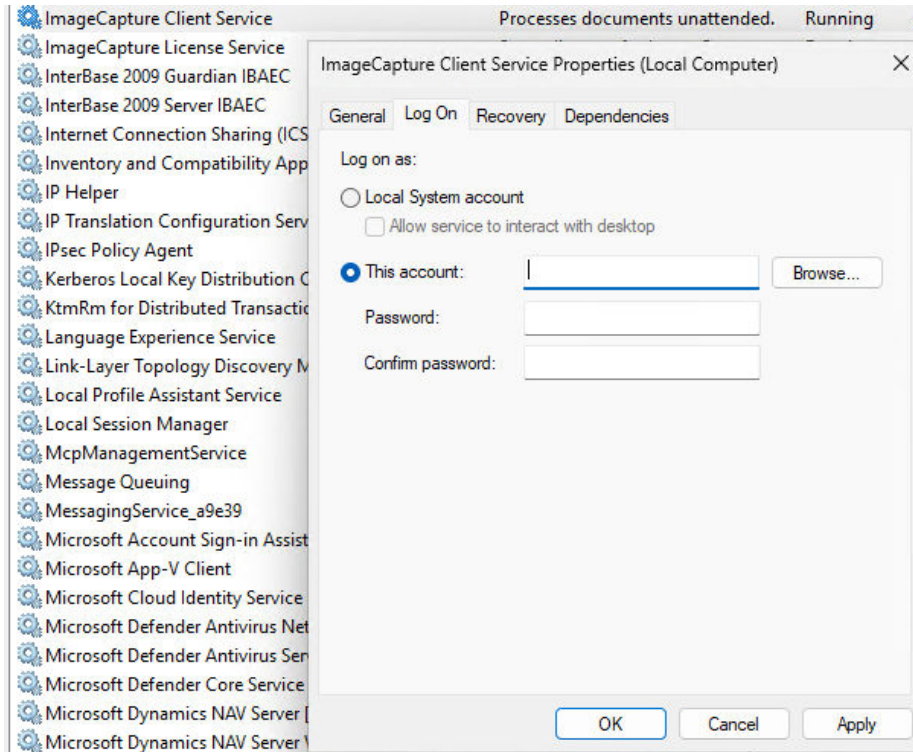 ImageCapture Client Service Processes documents unattended. Running
ImageCapture License Service
InterBase 2009 Guardian IBAEC
InterBase 2009 Server IBAEC
Internet Connection Sharing (ICS
Inventory and Compatibility App
IP Helper
IP Translation Configuration Serv
IPsec Policy Agent
Kerberos Local Key Distribution C
KtmRm for Distributed Transactic
Language Experience Service
Link-Layer Topology Discovery M
Local Profile Assistant Service
Local Session Manager
McpManagementService
Message Queuing
MessagingService_a9e39
Microsoft Account Sign-in Assist
Microsoft App-V Client
Microsoft Cloud Identity Service
Microsoft Defender Antivirus Net
Microsoft Defender Antivirus Ser
Microsoft Defender Core Service
Microsoft Dynamics NAV Server [
Microsoft Dynamics NAV Server
ImageCapture Client Service Properties (Local Computer)
General Log On Recovery Dependencies
Log on as:
Local System account
Allow service to interact with desktop
This account:
Browse...
Password:
Confirm password:
OK Cancel Apply